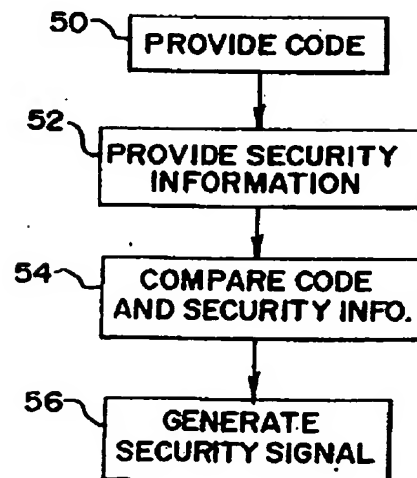 50
PROVIDE CODE
52
PROVIDE SECURITY
INFORMATION
54
COMPARE CODE
AND SECURITY INFO.
56
GENERATE
SECURITY SIGNAL